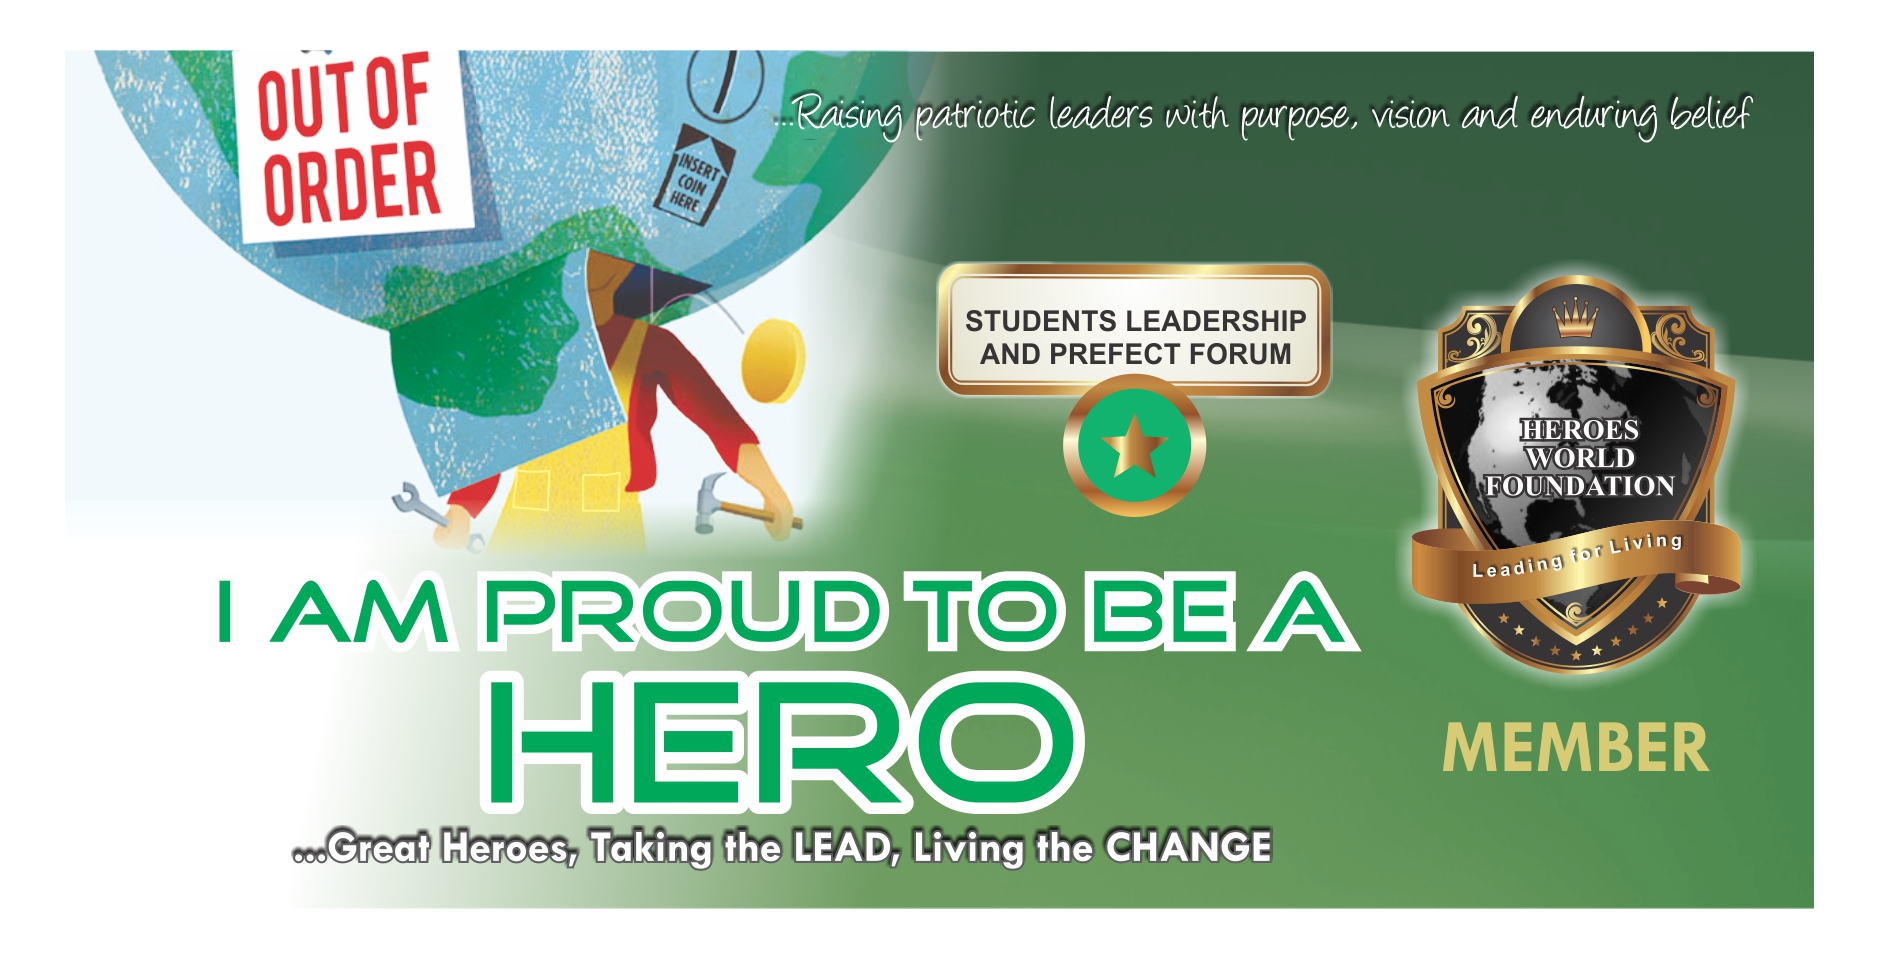 OUT OF
ORDER
INSERT
COIN
HERE
...Raising patriotic leaders with purpose, vision and enduring belief
STUDENTS LEADERSHIP
AND PREFECT FORUM
HEROES
WORLD
FOUNDATION
Leading for Living
MEMBER
I AM PROUD TO BE A
HERO
...Great Heroes, Taking the LEAD, Living the CHANGE